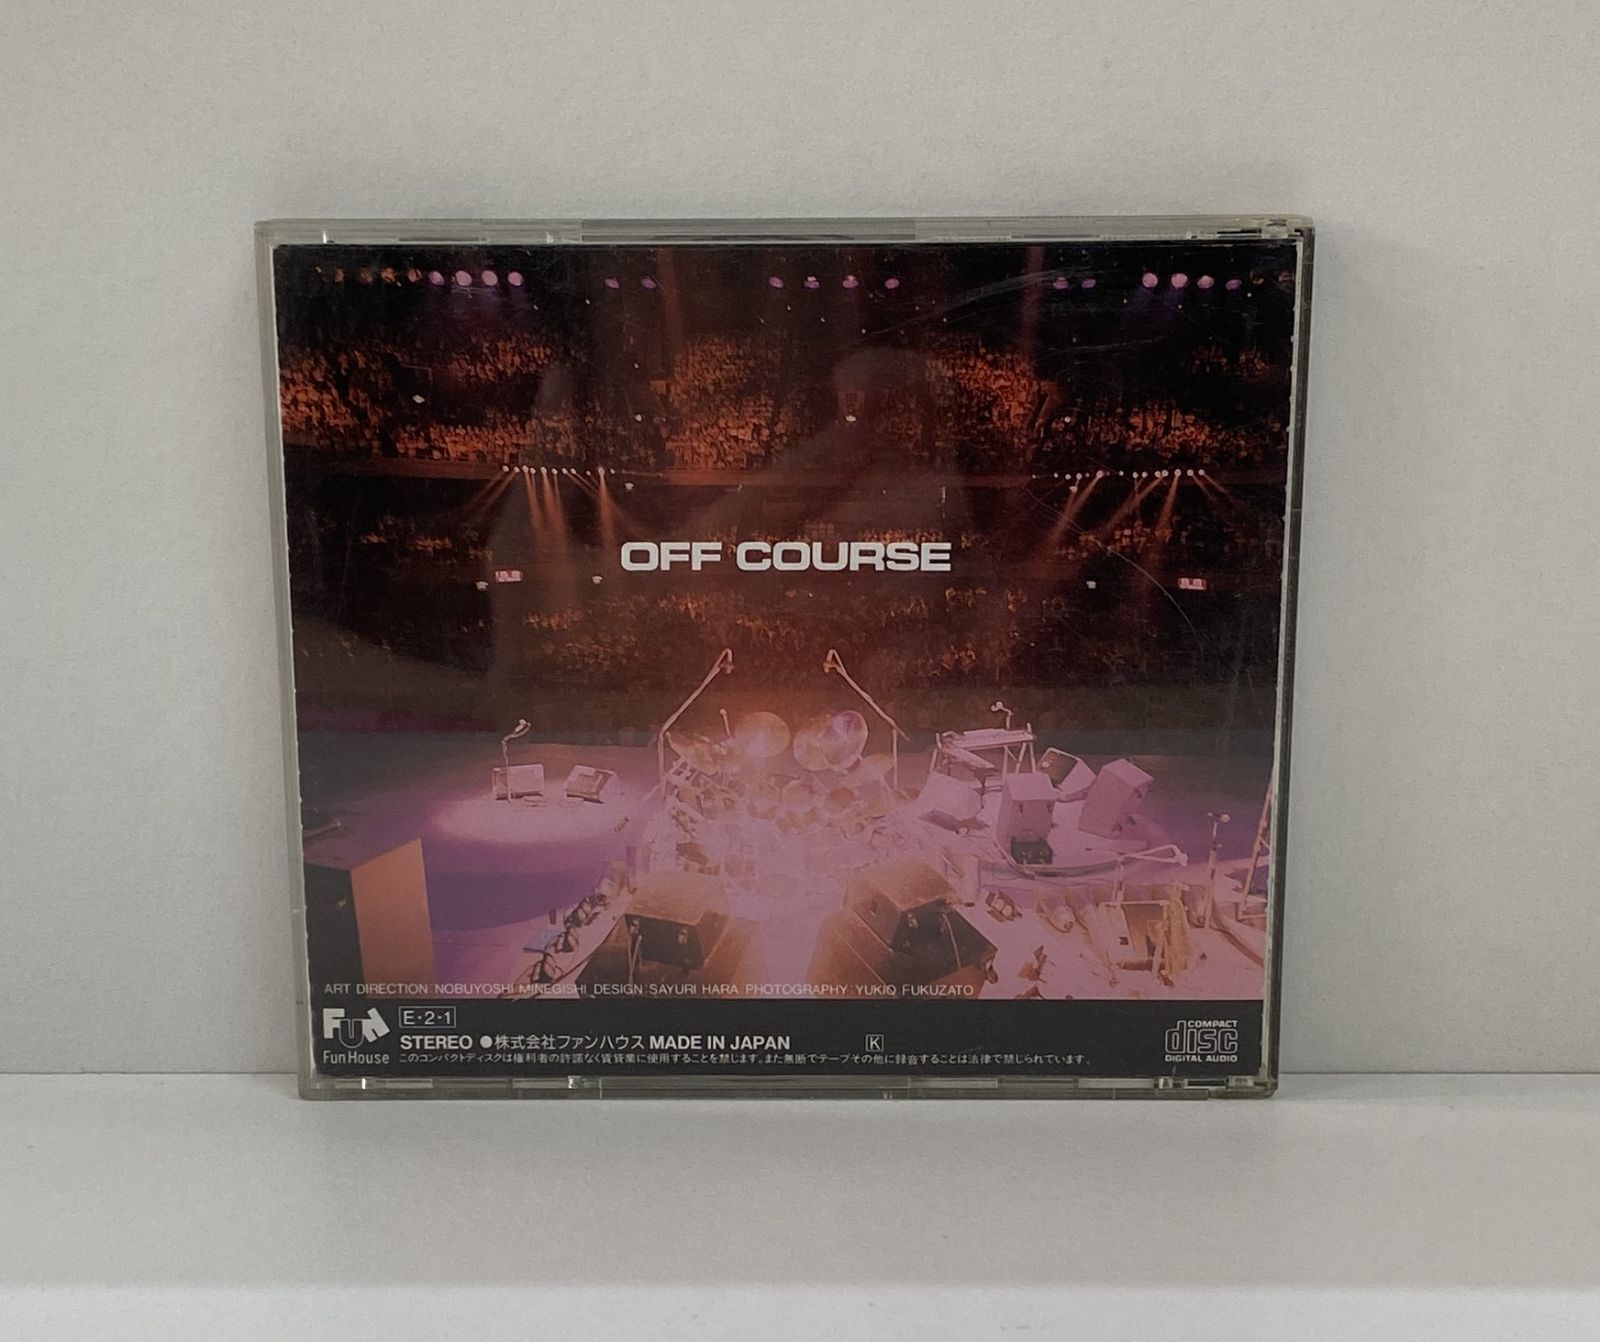 OFF COURSE
ART DIRECTION:NOBUYOSHI MINEGISHI DESIGN:SAYURI HARA PHOTOGRAPHY:YUKIO FUKUZATO
FUN
Fun House
E・2・1
STEREO ●株式会社ファンハウス MADE IN JAPAN K
このコンパクトディスクは権利者の許諾なく賃貸業に使用することを禁じます。また無断でテープその他に録音することは法律で禁じられています。
COMPACT
disc
DIGITAL AUDIO